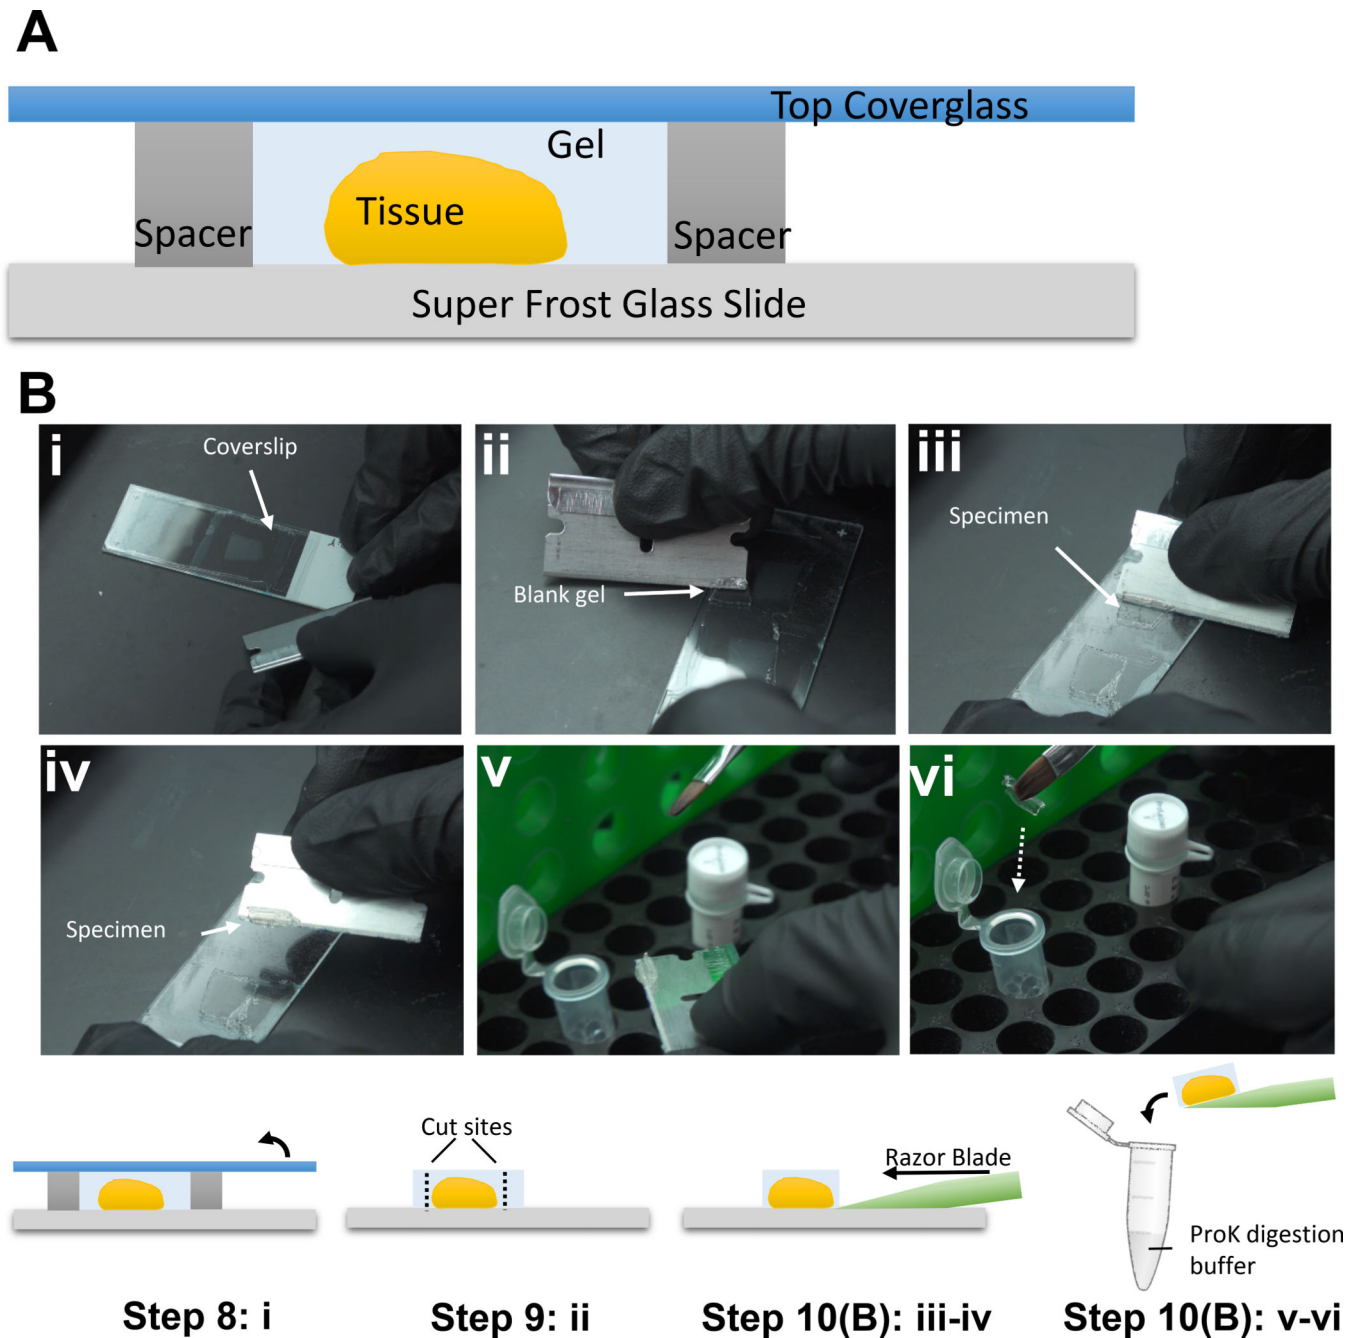 A
Top Coverglass
Gel
Tissue
Spacer
Spacer
Super Frost Glass Slide
B
i
Coverslip
ii
Blank gel
iii
Specimen
iv
Specimen
v
vi
Cut sites
Razor Blade
ProK digestion
buffer
Step 8: i
Step 9: ii
Step 10(B): iii-iv
Step 10(B): v-vi